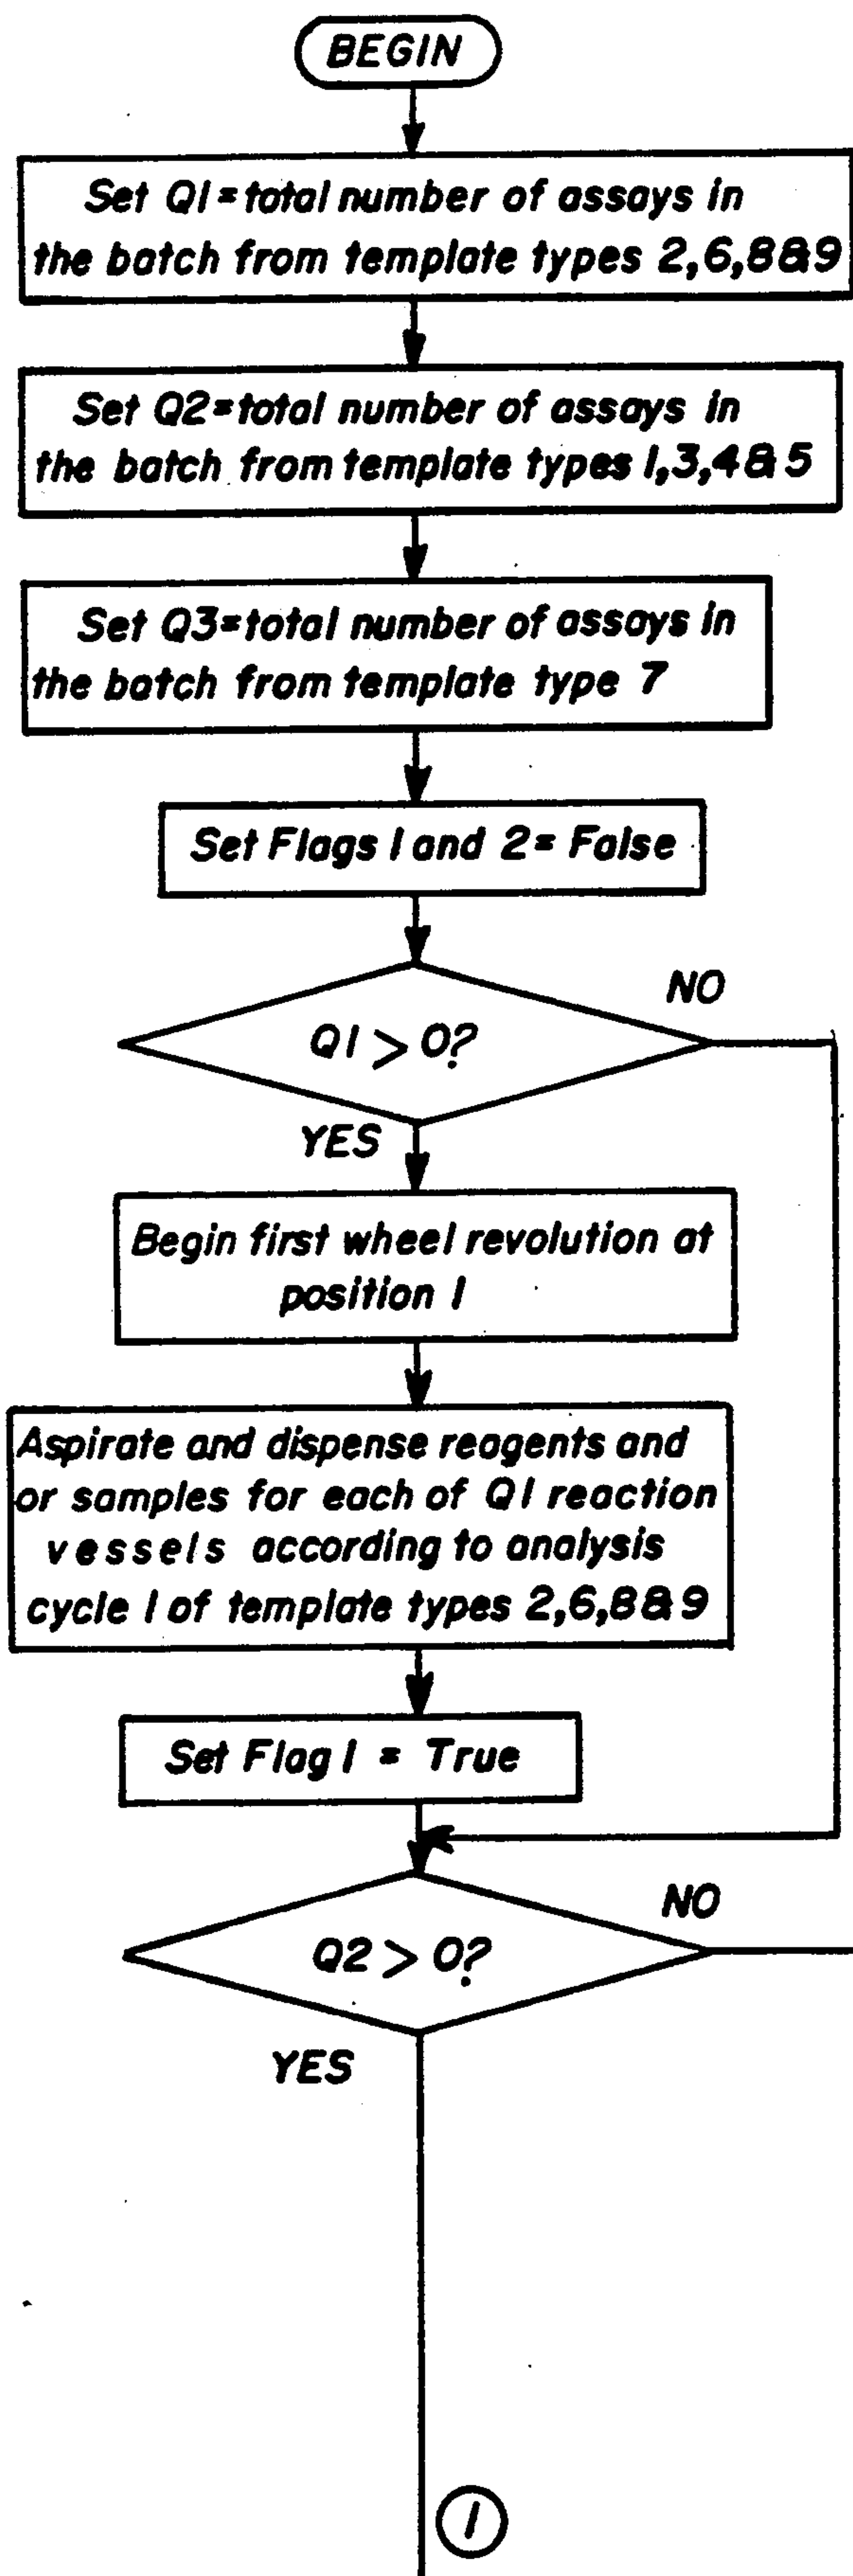 BEGIN
Set Q1=total number of assays in
the batch from template types 2,6,8&9
Set Q2=total number of assays in
the batch from template types 1,3,4&5
Set Q3=total number of assays in
the batch from template type 7
Set Flags 1 and 2= False
Q1 > 0?
NO
YES
Begin first wheel revolution at
position 1
Aspirate and dispense reagents and
or samples for each of Q1 reaction
vessels according to analysis
cycle 1 of template types 2,6,8&9
Set Flag 1 = True
Q2 > 0?
NO
YES
1